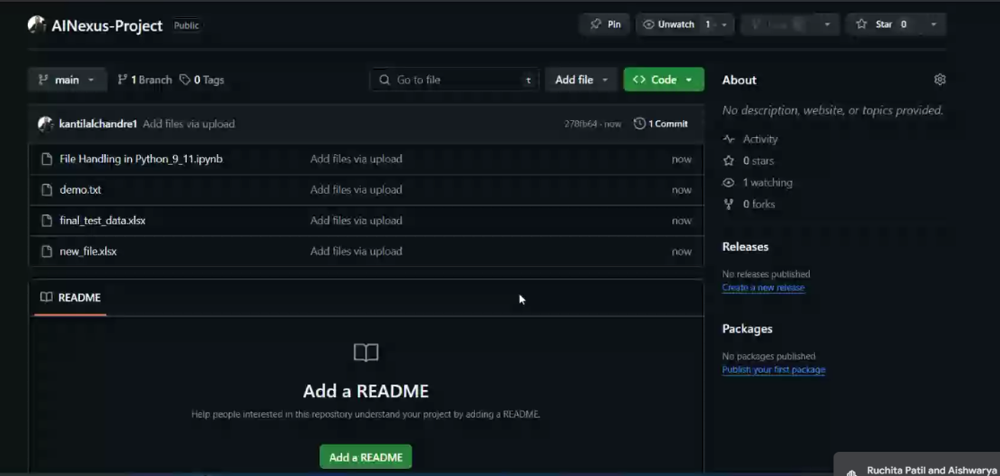 AINexus-Project Public
Pin
Unwatch 1
Star 0
main
1 Branch
0 Tags
Go to file t
Add file
Code
kantilalchandre1 Add files via upload
278fb64 · now
1 Commit
File Handling in Python_9_11.ipynb Add files via upload now
demo.txt Add files via upload now
final_test_data.xlsx Add files via upload now
new_file.xlsx Add files via upload now
README
Add a README
Help people interested in this repository understand your project by adding a README.
Add a README
About
No description, website, or topics provided.
Activity
0 stars
1 watching
0 forks
Releases
No releases published
Create a new release
Packages
No packages published
Publish your first package
Ruchita Patil and Aishwarya